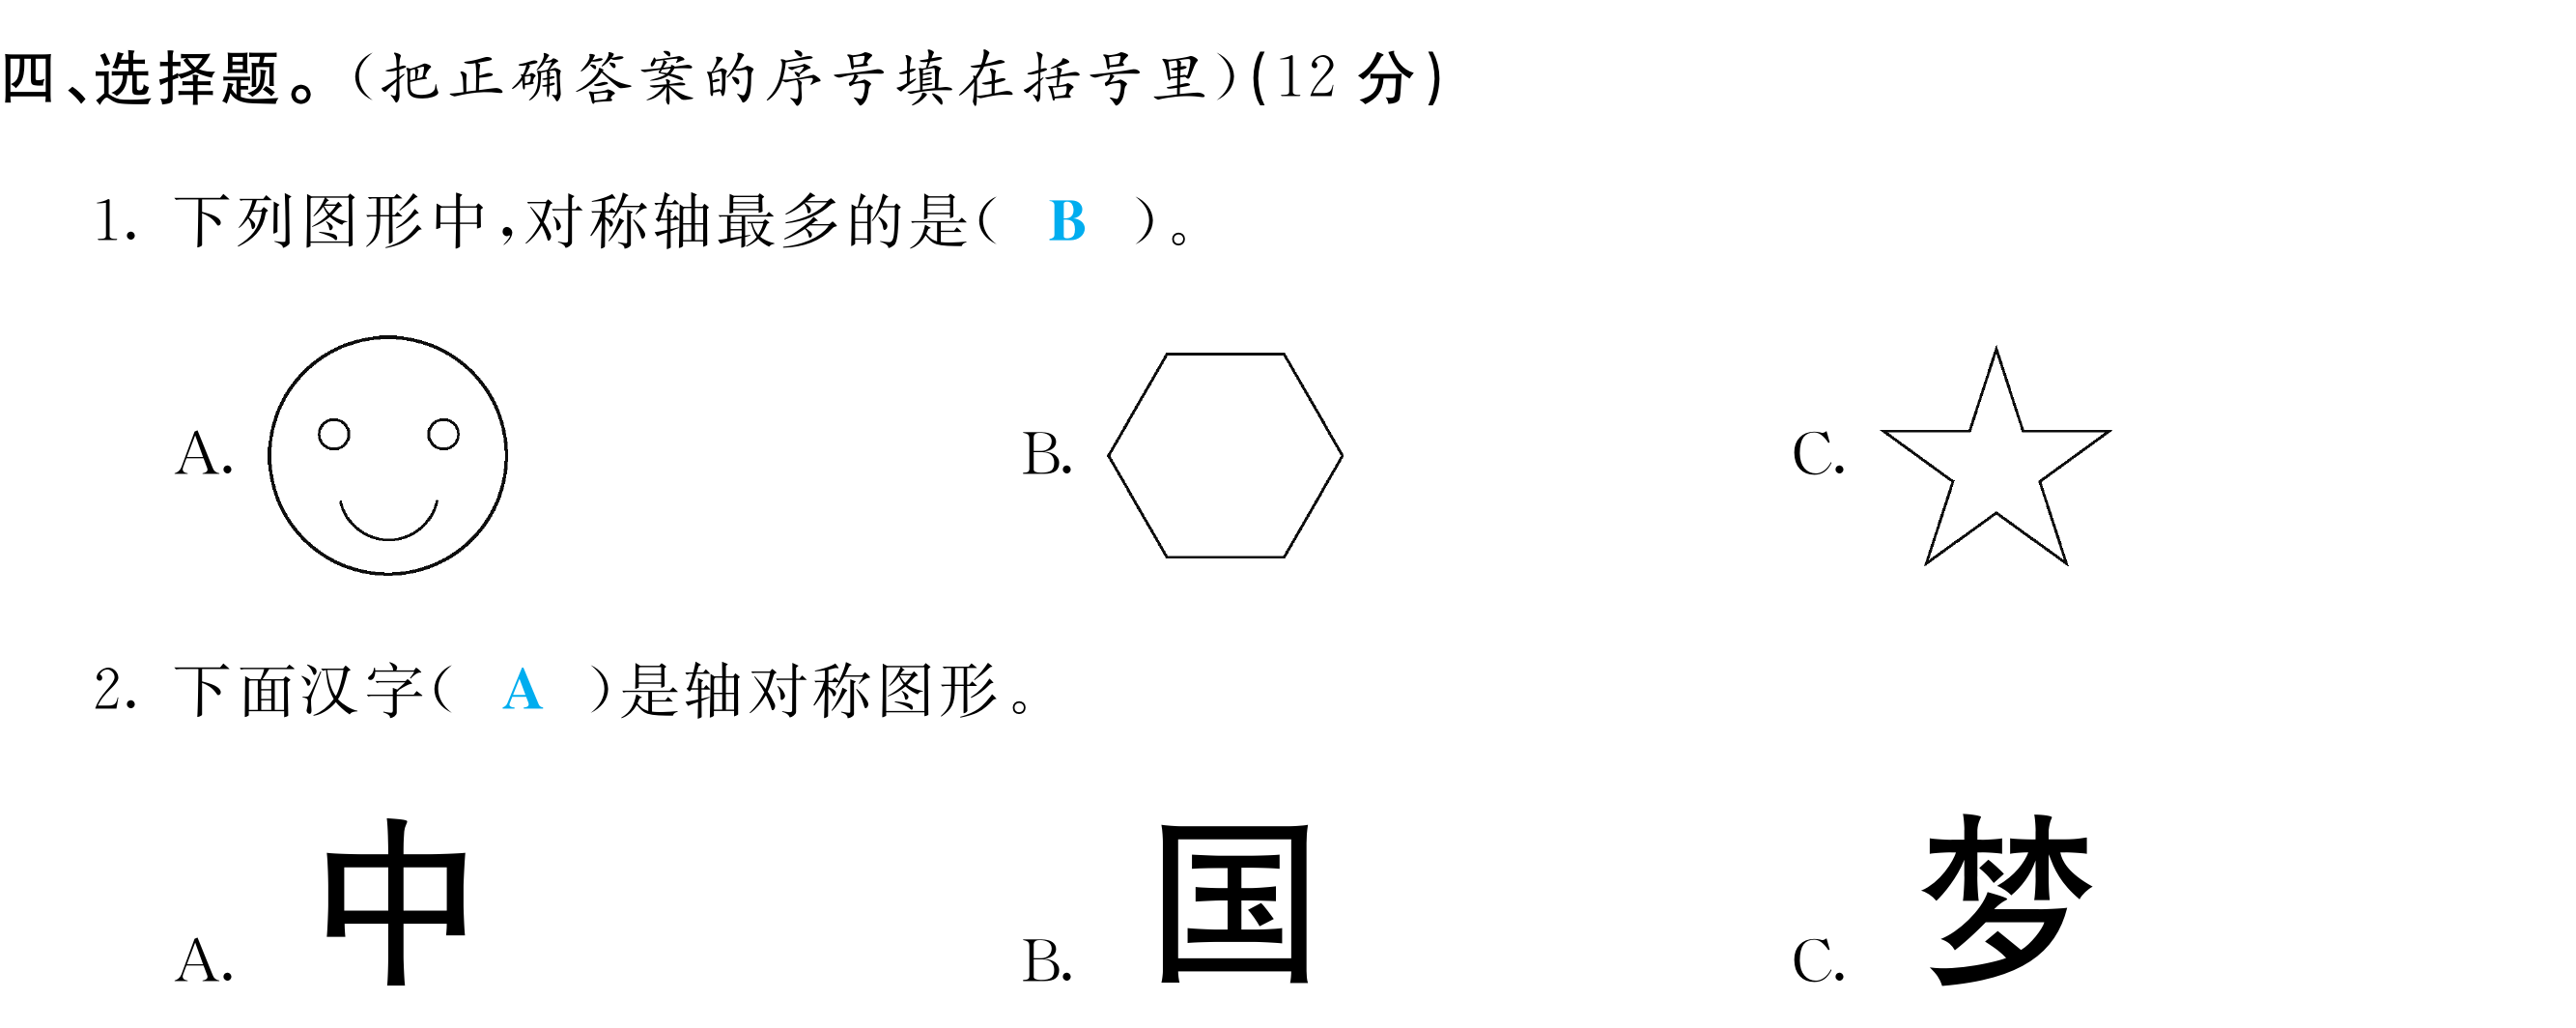 四、选择题。(把正确答案的序号填在括号里)(12 分)
1. 下列图形中,对称轴最多的是( B )。
A. B. C.
2. 下面汉字( A )是轴对称图形。
A. 中 B. 国 C. 梦